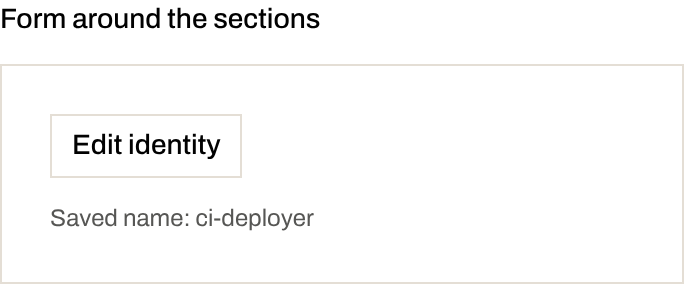 Form around the sections
Edit identity
Saved name: ci-deployer